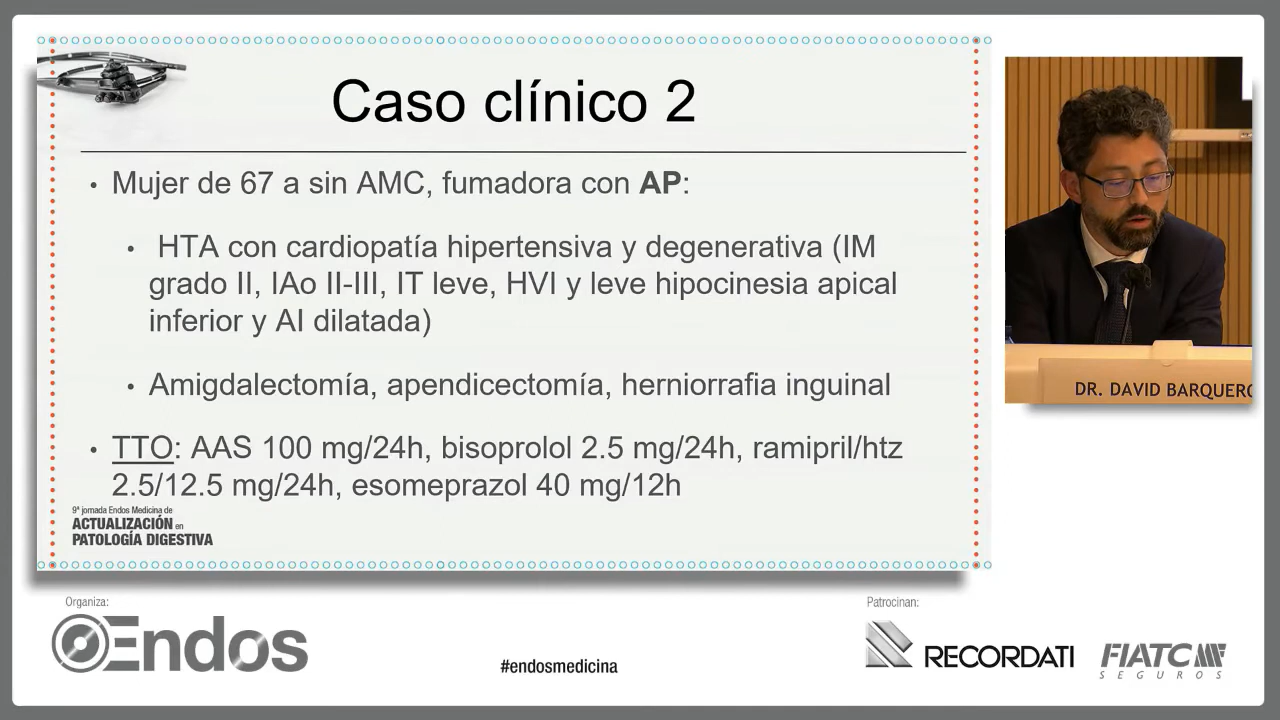 Caso clínico 2
• Mujer de 67 a sin AMC, fumadora con AP:
• HTA con cardiopatía hipertensiva y degenerativa (IM
grado II, IAo II-III, IT leve, HVI y leve hipocinesia apical
inferior y AI dilatada)
• Amigdalectomía, apendicectomía, herniorrafia inguinal
• TTO: AAS 100 mg/24h, bisoprolol 2.5 mg/24h, ramipril/htz
2.5/12.5 mg/24h, esomeprazol 40 mg/12h
9ª jornada Endos Medicina de
ACTUALIZACIÓN en
PATOLOGÍA DIGESTIVA
DR. DAVID BARQUERO
Organiza:
Endos
#endosmedicina
Patrocinan:
RECORDATI
FIATC
SEGUROS